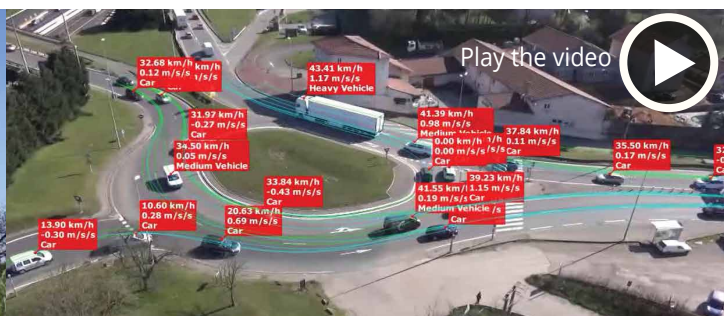 Play the video
32.68 km/h
0.12 m/s/s
Car
km/h
/s/s
43.41 km/h
1.17 m/s/s
Heavy Vehicle
31.97 km/h
-0.27 m/s/s
Car
34.50 km/h
0.05 m/s/s
Medium Vehicle
41.39 km/h
0.98 m/s/s
Medium Vehicle
0.00 km/h
0.00 m/s/s
Car
37.84 km/h
0.11 m/s/s
Car
35.50 km/h
0.17 m/s/s
Car
33.84 km/h
-0.43 m/s/s
Car
39.23 km/h
1.15 m/s/s
Car
41.55
0.19 m/s/s
Medium Vehicle
10.60 km/h
0.28 m/s/s
Car
20.63 km/h
0.69 m/s/s
Car
13.90 km/h
-0.30 m/s/s
Car